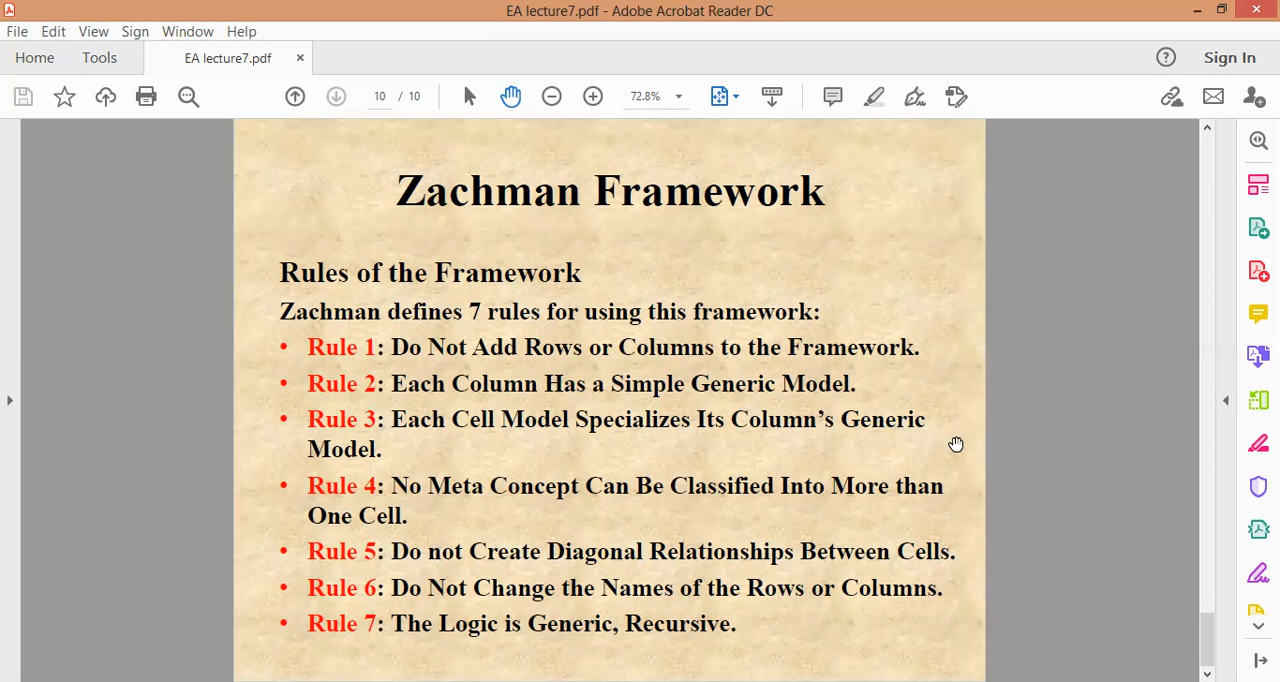 EA lecture7.pdf - Adobe Acrobat Reader DC
File Edit View Sign Window Help
Home Tools EA lecture7.pdf × ? Sign In
10 / 10 72.8%
Zachman Framework
Rules of the Framework
Zachman defines 7 rules for using this framework:
• Rule 1: Do Not Add Rows or Columns to the Framework.
• Rule 2: Each Column Has a Simple Generic Model.
• Rule 3: Each Cell Model Specializes Its Column’s Generic
Model.
• Rule 4: No Meta Concept Can Be Classified Into More than
One Cell.
• Rule 5: Do not Create Diagonal Relationships Between Cells.
• Rule 6: Do Not Change the Names of the Rows or Columns.
• Rule 7: The Logic is Generic, Recursive.